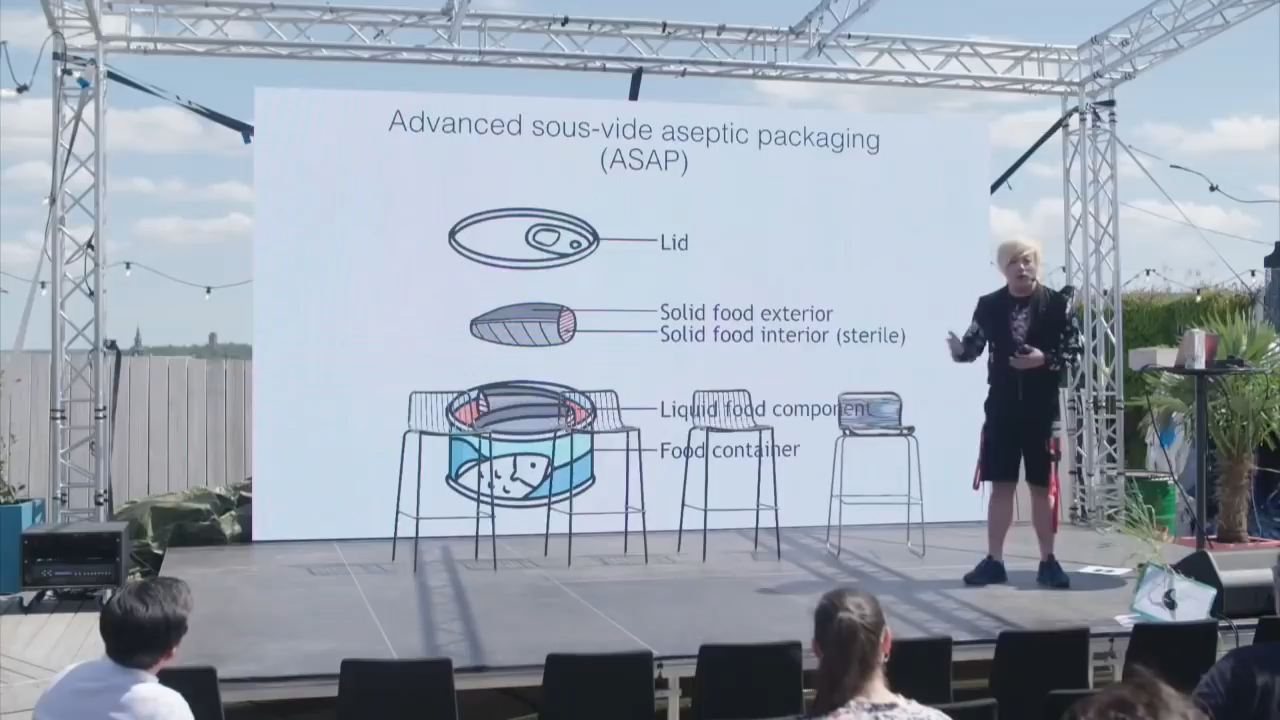 Advanced sous-vide aseptic packaging
(ASAP)
Lid
Solid food exterior
Solid food interior (sterile)
Liquid food component
Food container